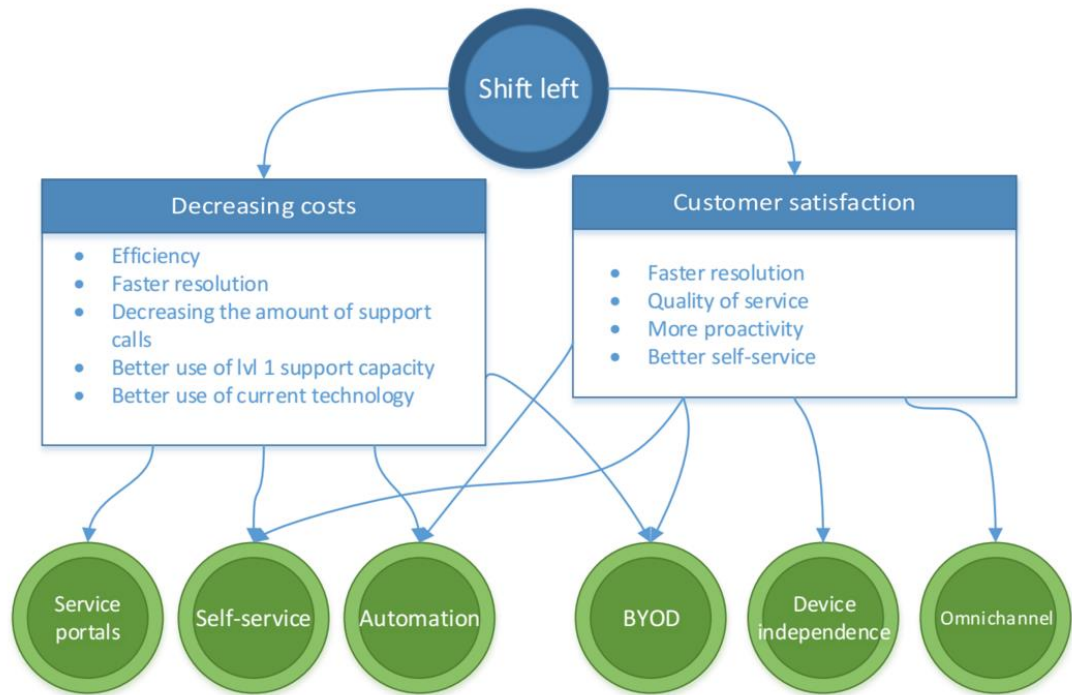 Shift left
Decreasing costs
Efficiency
Faster resolution
Decreasing the amount of support
calls
Better use of lvl 1 support capacity
Better use of current technology
Customer satisfaction
Faster resolution
Quality of service
More proactivity
Better self-service
Service
portals
Self-service
Automation
BYOD
Device
independence
Omnichannel